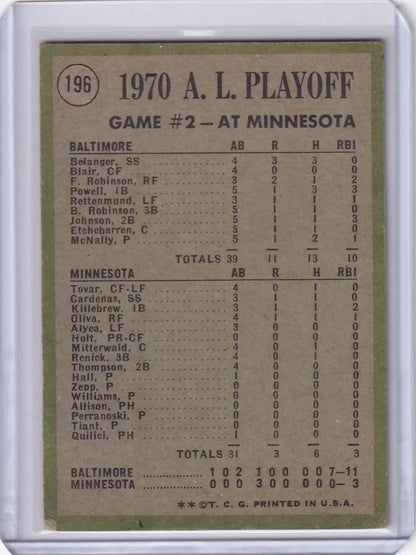 196
1970 A. L. PLAYOFF
GAME #2 — AT MINNESOTA
BALTIMORE AB R H RBI
Belanger, SS 4 3 3 0
Blair, CF 4 0 0 0
F. Robinson, RF 3 2 1 2
Powell, 1B 5 1 3 3
Rettenmund, LF 3 1 1 1
B. Robinson, 3B 5 1 1 0
Johnson, 2B 5 1 1 3
Etchebarren, C 5 1 1 0
McNally, P 5 1 2 1
TOTALS 39 11 13 10
MINNESOTA AB R H RBI
Tovar, CF-LF 4 0 1 0
Cardenas, SS 3 1 1 0
Killebrew, 1B 3 1 1 2
Oliva, RF 4 1 1 1
Alyea, LF 3 0 0 0
Holt, PR-CF 0 0 0 0
Mitterwald, C 4 0 1 0
Renick, 3B 4 0 1 0
Thompson, 2B 4 0 0 0
Hall, P 1 0 0 0
Zepp, P 0 0 0 0
Williams, P 0 0 0 0
Allison, PH 0 0 0 0
Perranoski, P 0 0 0 0
Tiant, P 0 0 0 0
Quilici, PH 1 0 0 0
TOTALS 31 3 6 3
BALTIMORE 1 0 2 1 0 0 0 0 7—11
MINNESOTA 0 0 0 3 0 0 0 0 0— 3
**©T. C. G. PRINTED IN U.S.A.